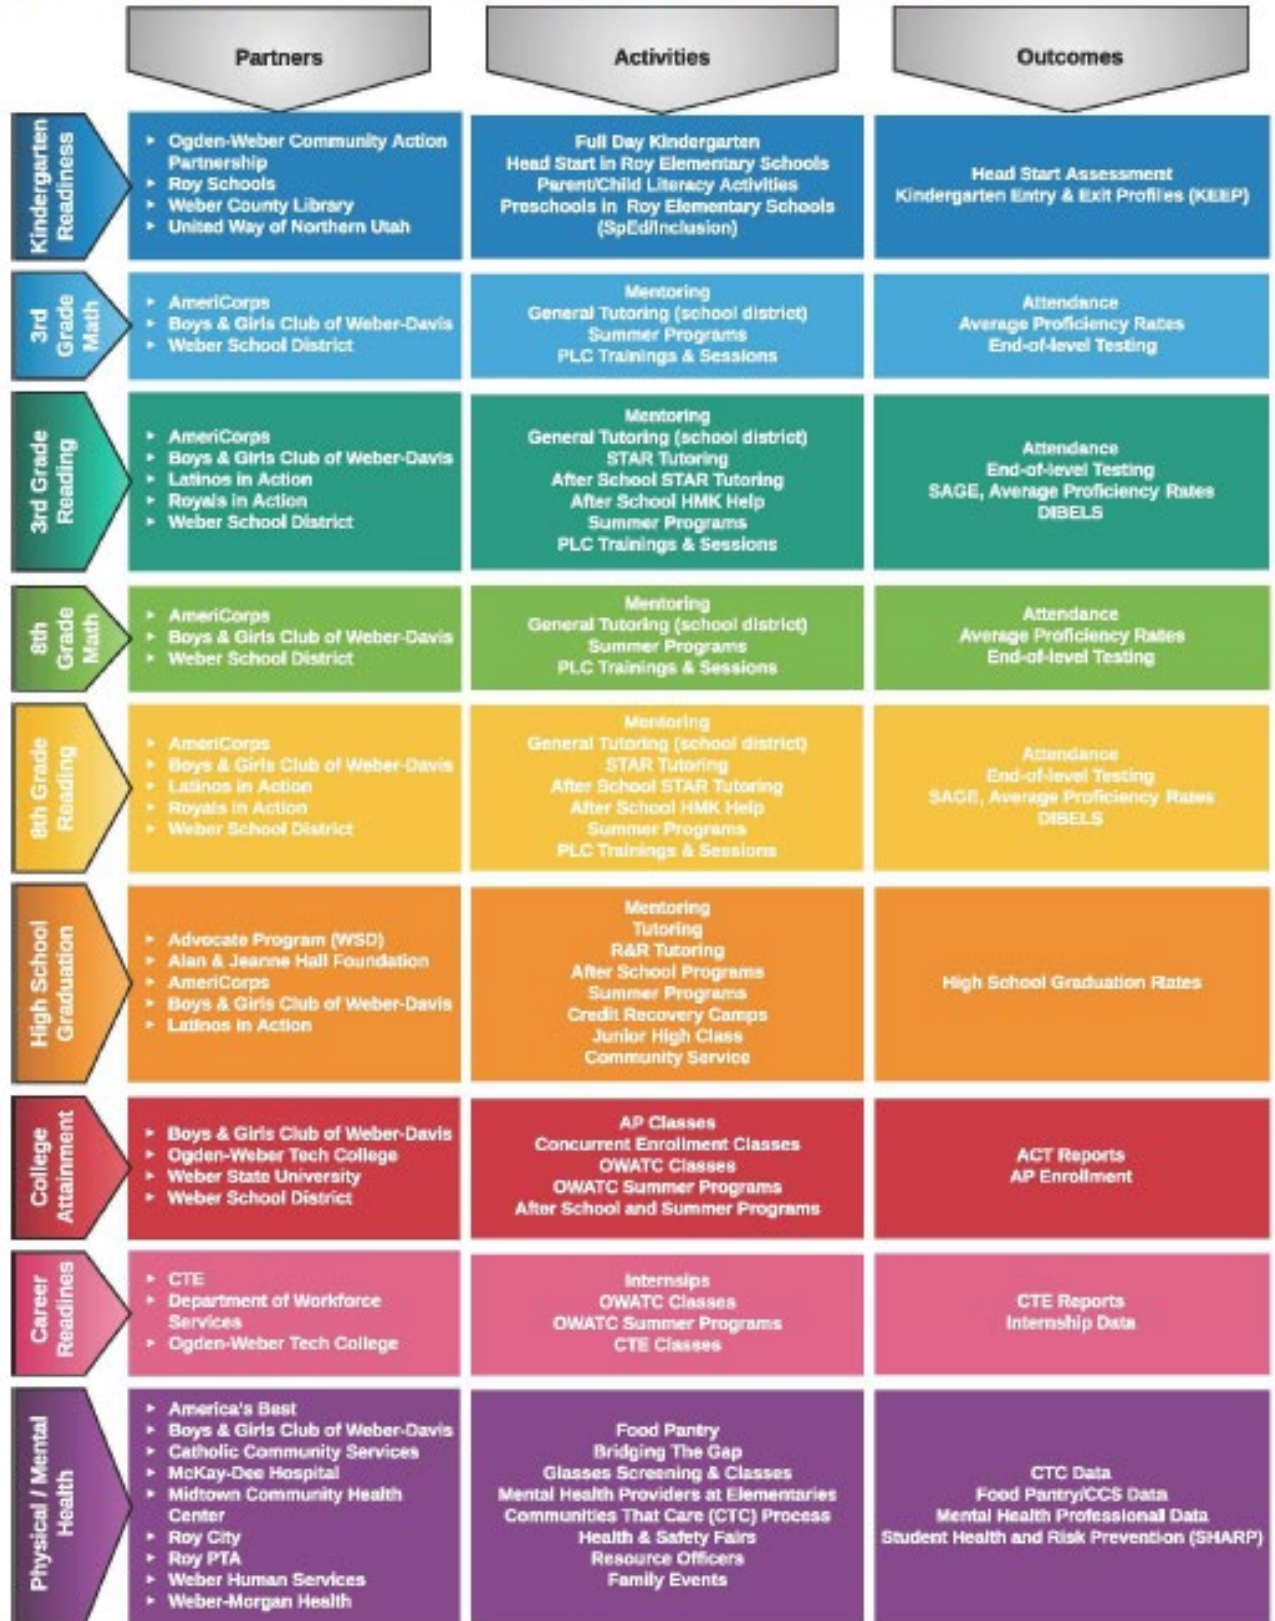 Partners
Activities
Outcomes
Kindergarten
Readiness
► Ogden-Weber Community Action
Partnership
► Roy Schools
► Weber County Library
► United Way of Northern Utah
Full Day Kindergarten
Head Start in Roy Elementary Schools
Parent/Child Literacy Activities
Preschools in Roy Elementary Schools
(SpEd/Inclusion)
Head Start Assessment
Kindergarten Entry & Exit Profiles (KEEP)
3rd
Grade
Math
► AmeriCorps
► Boys & Girls Club of Weber-Davis
► Weber School District
Mentoring
General Tutoring (school district)
Summer Programs
PLC Trainings & Sessions
Attendance
Average Proficiency Rates
End-of-level Testing
3rd Grade
Reading
► AmeriCorps
► Boys & Girls Club of Weber-Davis
► Latinos in Action
► Royals in Action
► Weber School District
Mentoring
General Tutoring (school district)
STAR Tutoring
After School STAR Tutoring
After School HMK Help
Summer Programs
PLC Trainings & Sessions
Attendance
End-of-level Testing
SAGE, Average Proficiency Rates
DIBELS
8th
Grade
Math
► AmeriCorps
► Boys & Girls Club of Weber-Davis
► Weber School District
Mentoring
General Tutoring (school district)
Summer Programs
PLC Trainings & Sessions
Attendance
Average Proficiency Rates
End-of-level Testing
8th Grade
Reading
► AmeriCorps
► Boys & Girls Club of Weber-Davis
► Latinos in Action
► Royals in Action
► Weber School District
Mentoring
General Tutoring (school district)
STAR Tutoring
After School STAR Tutoring
After School HMK Help
Summer Programs
PLC Trainings & Sessions
Attendance
End-of-level Testing
SAGE, Average Proficiency Rates
DIBELS
High School
Graduation
► Advocate Program (WSD)
► Alan & Jeanne Hall Foundation
► AmeriCorps
► Boys & Girls Club of Weber-Davis
► Latinos in Action
Mentoring
Tutoring
R&R Tutoring
After School Programs
Summer Programs
Credit Recovery Camps
Junior High Class
Community Service
High School Graduation Rates
College
Attainment
► Boys & Girls Club of Weber-Davis
► Ogden-Weber Tech College
► Weber State University
► Weber School District
AP Classes
Concurrent Enrollment Classes
OWATC Classes
OWATC Summer Programs
After School and Summer Programs
ACT Reports
AP Enrollment
Career
Readines
► CTE
► Department of Workforce
Services
► Ogden-Weber Tech College
Internsips
OWATC Classes
OWATC Summer Programs
CTE Classes
CTE Reports
Internship Data
Physical / Mental
Health
► America's Best
► Boys & Girls Club of Weber-Davis
► Catholic Community Services
► McKay-Dee Hospital
► Midtown Community Health
Center
► Roy City
► Roy PTA
► Weber Human Services
► Weber-Morgan Health
Food Pantry
Bridging The Gap
Glasses Screening & Classes
Mental Health Providers at Elementaries
Communities That Care (CTC) Process
Health & Safety Fairs
Resource Officers
Family Events
CTC Data
Food Pantry/CCS Data
Mental Health Professional Data
Student Health and Risk Prevention (SHARP)